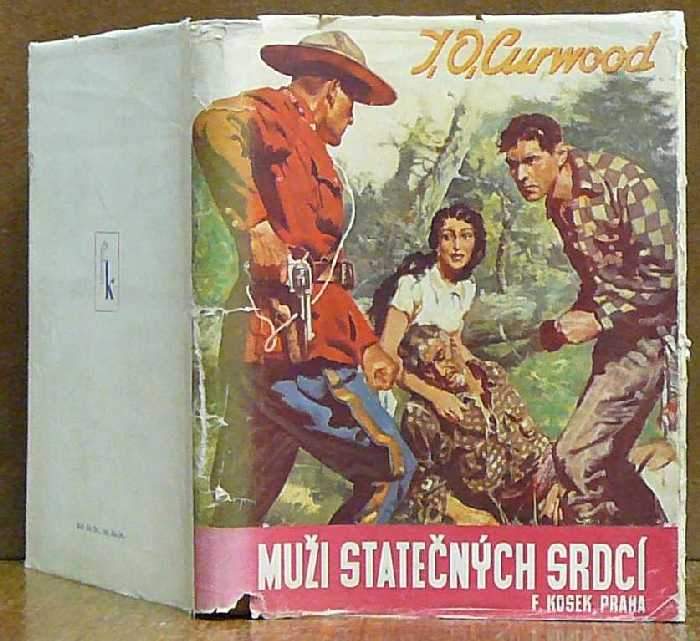 J. O. Curwood
MUŽI STATEČNÝCH SRDCÍ
F. KOSEK, PRAHA
k